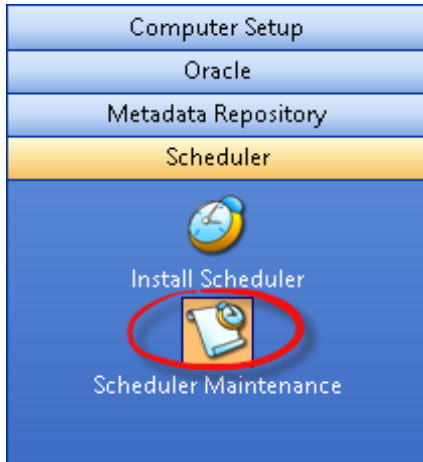 Computer Setup
Oracle
Metadata Repository
Scheduler
Install Scheduler
Scheduler Maintenance